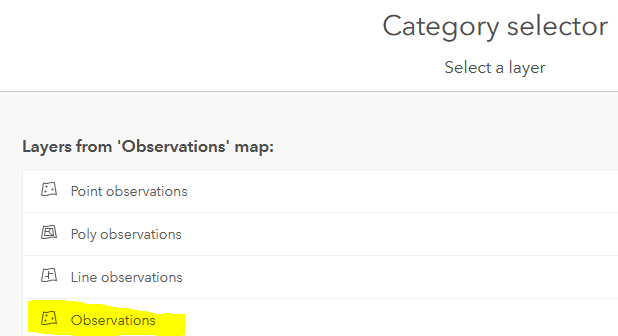 Category selector
Select a layer
Layers from 'Observations' map:
Point observations
Poly observations
Line observations
Observations